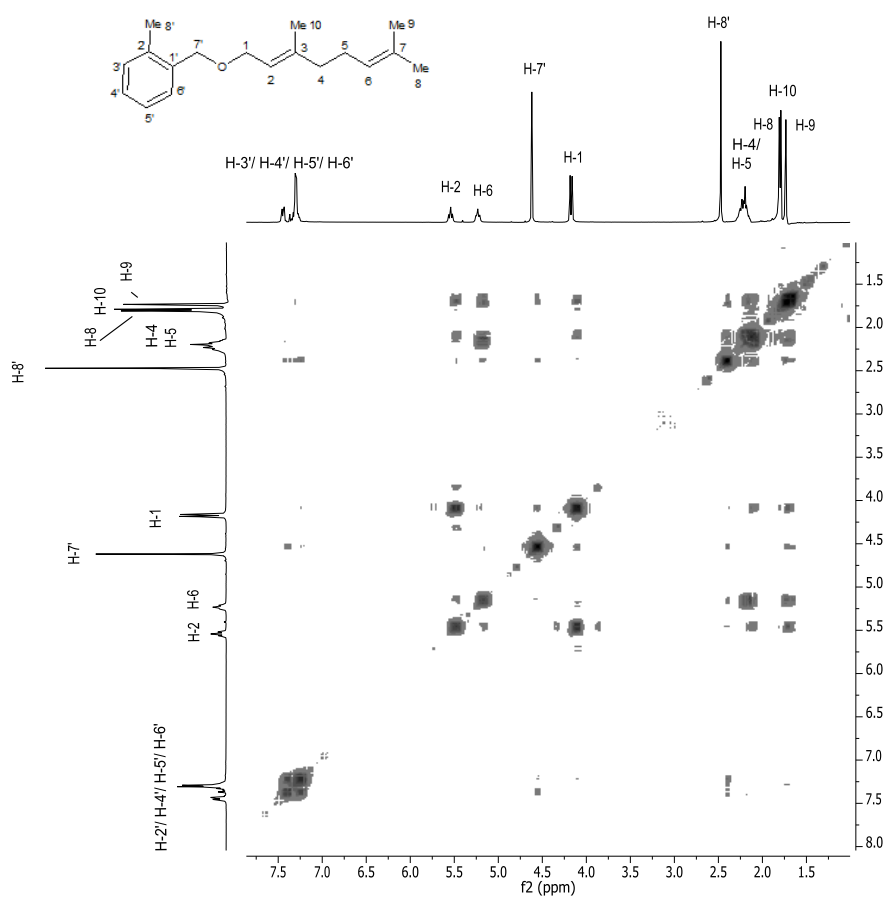 Me 8'
Me 10
Me 9
2
7'
1
3
5
7
1'
3'
O
2
4
6
Me
8
4'
6'
5'
H-8'
H-7'
H-10
H-8
H-9
H-4/
H-5
H-3'/ H-4'/ H-5'/ H-6'
H-2
H-6
H-1
H-9
H-10
H-8
H-4
H-5
H-8'
H-1
H-7'
H-6
H-2
H-2'/ H-4'/ H-5'/ H-6'
1.5
2.0
2.5
3.0
3.5
4.0
4.5
5.0
5.5
6.0
6.5
7.0
7.5
8.0
7.5 7.0 6.5 6.0 5.5 5.0 4.5 4.0 3.5 3.0 2.5 2.0 1.5
f2 (ppm)